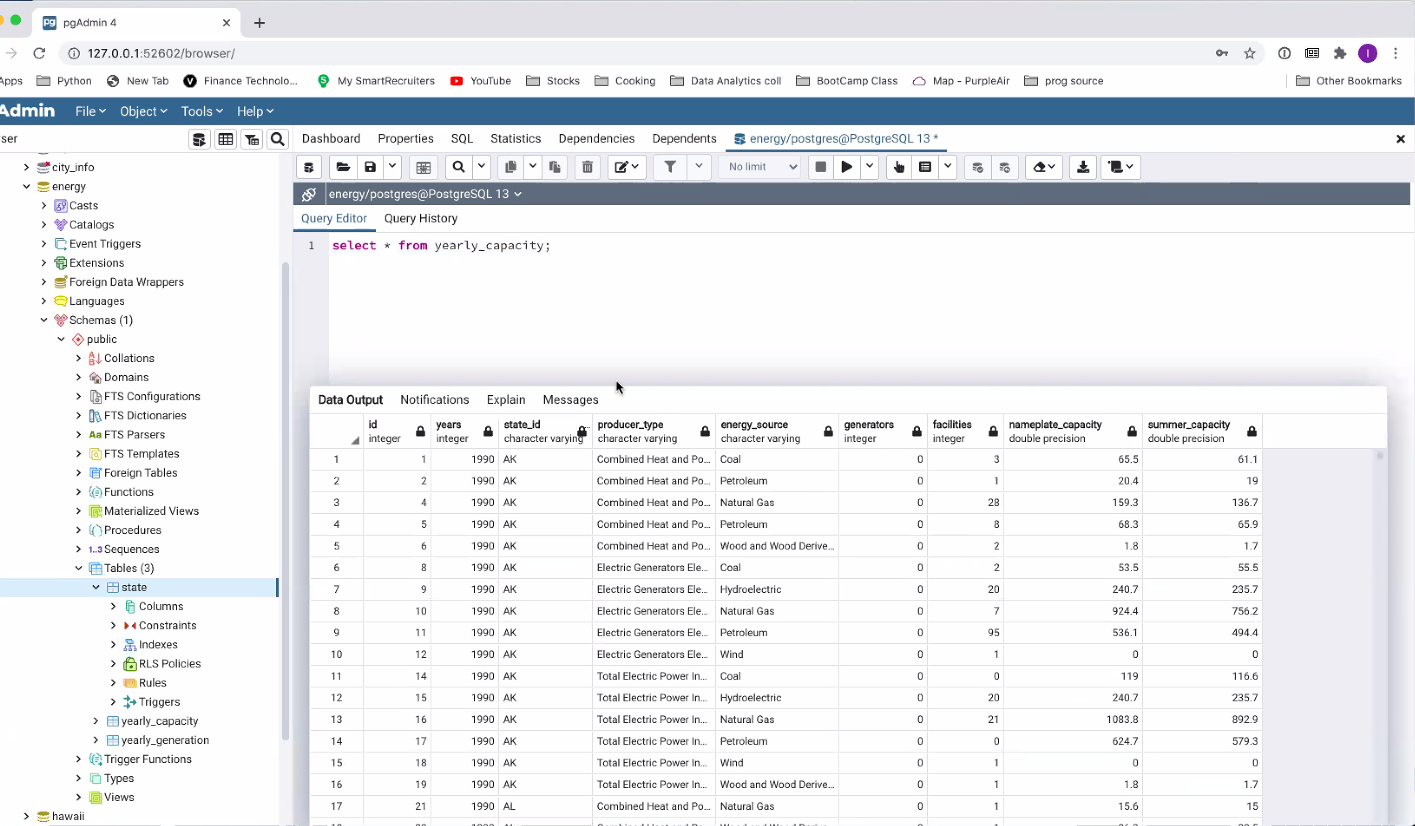 pgAdmin 4
127.0.0.1:52602/browser/
Apps Python New Tab Finance Technolo... My SmartRecruiters YouTube Stocks Cooking Data Analytics coll BootCamp Class Map - PurpleAir prog source Other Bookmarks
Admin File Object Tools Help
ser Dashboard Properties SQL Statistics Dependencies Dependents energy/postgres@PostgreSQL 13 *
No limit
energy/postgres@PostgreSQL 13
Query Editor Query History
1 select * from yearly_capacity;
city_info
energy
Casts
Catalogs
Event Triggers
Extensions
Foreign Data Wrappers
Languages
Schemas (1)
public
Collations
Domains
FTS Configurations
FTS Dictionaries
FTS Parsers
FTS Templates
Foreign Tables
Functions
Materialized Views
Procedures
1..3 Sequences
Tables (3)
state
Columns
Constraints
Indexes
RLS Policies
Rules
Triggers
yearly_capacity
yearly_generation
Trigger Functions
Types
Views
hawaii
Data Output Notifications Explain Messages
id years state_id producer_type energy_source generators facilities nameplate_capacity summer_capacity
integer integer character varying character varying character varying integer integer double precision double precision
1 1 1990 AK Combined Heat and Po... Coal 0 3 65.5 61.1
2 2 1990 AK Combined Heat and Po... Petroleum 0 1 20.4 19
3 4 1990 AK Combined Heat and Po... Natural Gas 0 28 159.3 136.7
4 5 1990 AK Combined Heat and Po... Petroleum 0 8 68.3 65.9
5 6 1990 AK Combined Heat and Po... Wood and Wood Derive... 0 2 1.8 1.7
6 8 1990 AK Electric Generators Ele... Coal 0 2 53.5 55.5
7 9 1990 AK Electric Generators Ele... Hydroelectric 0 20 240.7 235.7
8 10 1990 AK Electric Generators Ele... Natural Gas 0 7 924.4 756.2
9 11 1990 AK Electric Generators Ele... Petroleum 0 95 536.1 494.4
10 12 1990 AK Electric Generators Ele... Wind 0 1 0 0
11 14 1990 AK Total Electric Power In... Coal 0 0 119 116.6
12 15 1990 AK Total Electric Power In... Hydroelectric 0 20 240.7 235.7
13 16 1990 AK Total Electric Power In... Natural Gas 0 21 1083.8 892.9
14 17 1990 AK Total Electric Power In... Petroleum 0 0 624.7 579.3
15 18 1990 AK Total Electric Power In... Wind 0 1 0 0
16 19 1990 AK Total Electric Power In... Wood and Wood Derive... 0 1 1.8 1.7
17 21 1990 AL Combined Heat and Po... Natural Gas 0 1 15.6 15